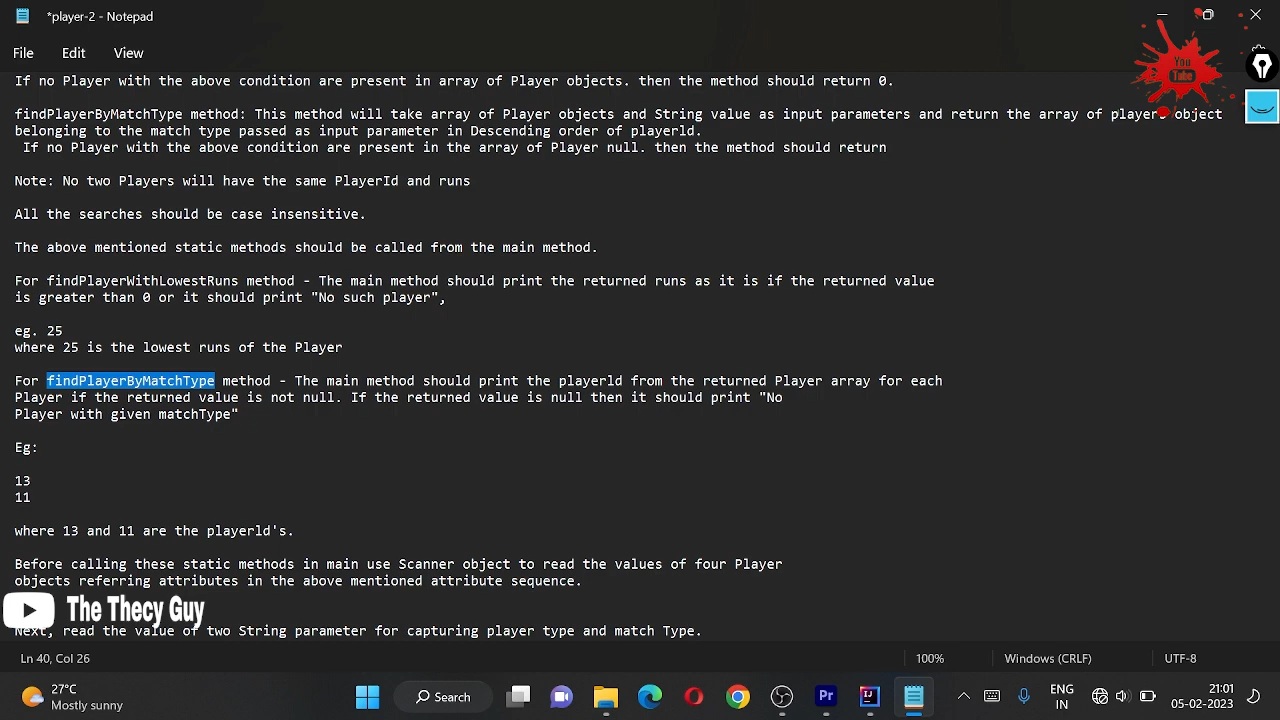 *player-2 - Notepad
File Edit View
You
Tube
If no Player with the above condition are present in array of Player objects. then the method should return 0.
findPlayerByMatchType method: This method will take array of Player ojects and String value as input parameters and return the array of players object
belonging to the match type passed as input parameter in Descending order of playerld.
If no Player with the above condition are present in the array of Player null. then the method should return
Note: No two Players will have the same PlayerId and runs
All the searches should be case insensitive.
The above mentioned static methods should be called from the main method.
For findPlayerWithLowestRuns method - The main method should print the returned runs as it is if the returned value
is greater than 0 or it should print "No such player",
eg. 25
where 25 is the lowest runs of the Player
For findPlayerByMatchType method - The main method should print the playerld from the returned Player array for each
Player if the returned value is not null. If the returned value is null then it should print "No
Player with given matchType"
Eg:
13
11
where 13 and 11 are the playerld's.
Before calling these static methods in main use Scanner object to read the values of four Player
objects referring attributes in the above mentioned attribute sequence.
The Thecy Guy
Next, read the value of two String parameter for capturing player type and match Type.
Ln 40, Col 26 100% Windows (CRLF) UTF-8
27°C
Mostly sunny
Search
Pr
ENG
IN
21:01
05-02-2023